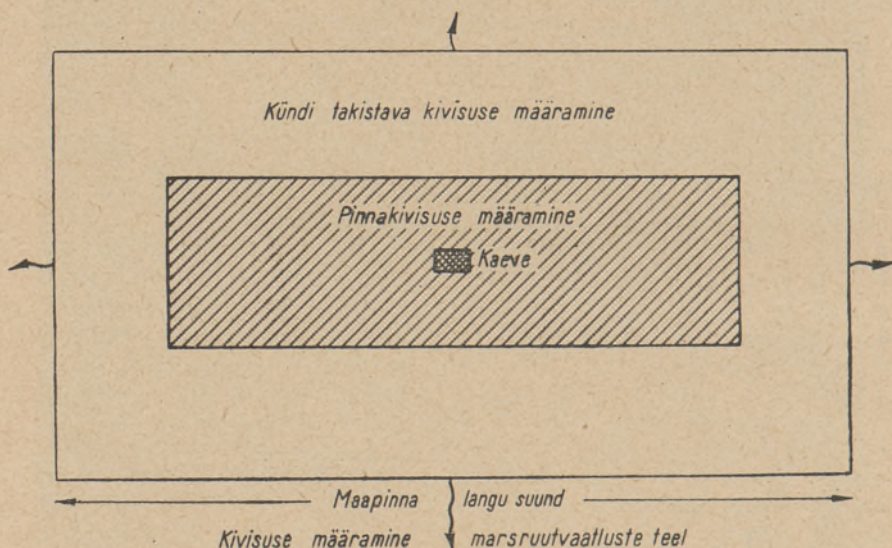 Kündi takistava kivisuse määramine
Pinnakivisuse määramine
Kaeve
Maapinna langu suund
Kivisuse määramine marsruutvaatluste teel